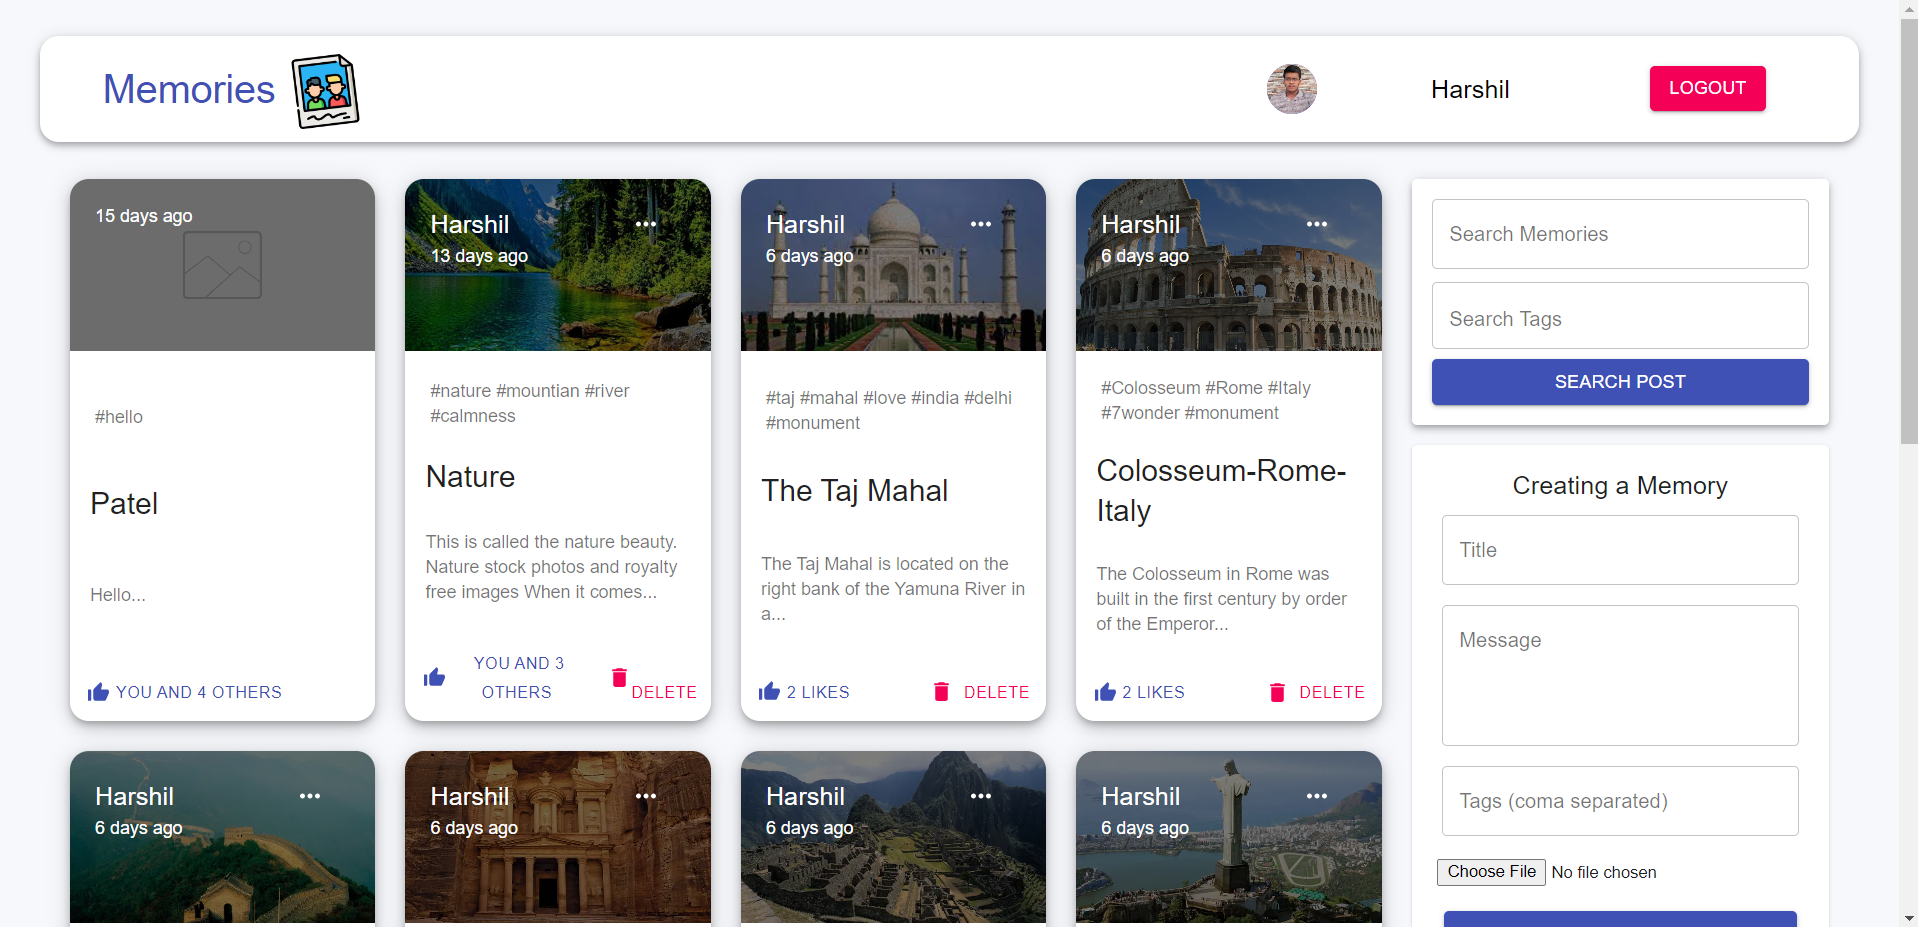 Memories
Harshil
LOGOUT
15 days ago
#hello
Patel
Hello...
YOU AND 4 OTHERS
Harshil
13 days ago
#nature #mountian #river
#calmness
Nature
This is called the nature beauty.
Nature stock photos and royalty
free images When it comes...
YOU AND 3
OTHERS
DELETE
Harshil
6 days ago
#taj #mahal #love #india #delhi
#monument
The Taj Mahal
The Taj Mahal is located on the
right bank of the Yamuna River in
a...
2 LIKES
DELETE
Harshil
6 days ago
#Colosseum #Rome #Italy
#7wonder #monument
Colosseum-Rome-
Italy
The Colosseum in Rome was
built in the first century by order
of the Emperor...
2 LIKES
DELETE
Harshil
6 days ago
Harshil
6 days ago
Harshil
6 days ago
Harshil
6 days ago
Search Memories
Search Tags
SEARCH POST
Creating a Memory
Title
Message
Tags (coma separated)
Choose File No file chosen